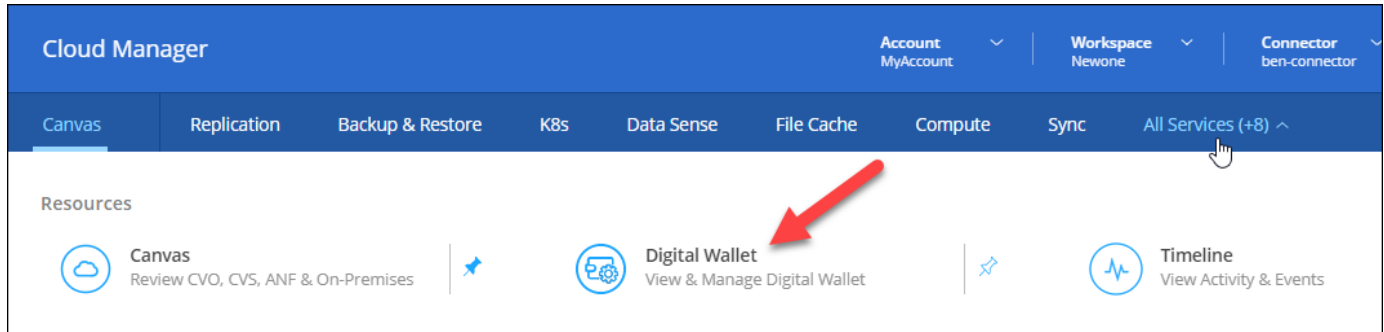 Cloud Manager
Account
MyAccount
Workspace
Newone
Connector
ben-connector
Canvas
Replication
Backup & Restore
K8s
Data Sense
File Cache
Compute
Sync
All Services (+8)
Resources
Canvas
Review CVO, CVS, ANF & On-Premises
Digital Wallet
View & Manage Digital Wallet
Timeline
View Activity & Events